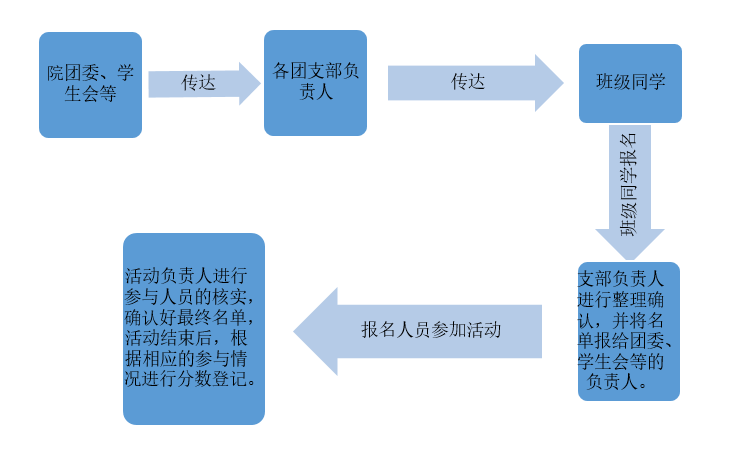 院团委、学
生会等
传达
各团支部负
责人
传达
班级同学
班级同学报名
支部负责人
进行整理确
认，并将名
单报给团委、
学生会等的
负责人。
报名人员参加活动
活动负责人进行
参与人员的核实，
确认好最终名单，
活动结束后，根
据相应的参与情
况进行分数登记。